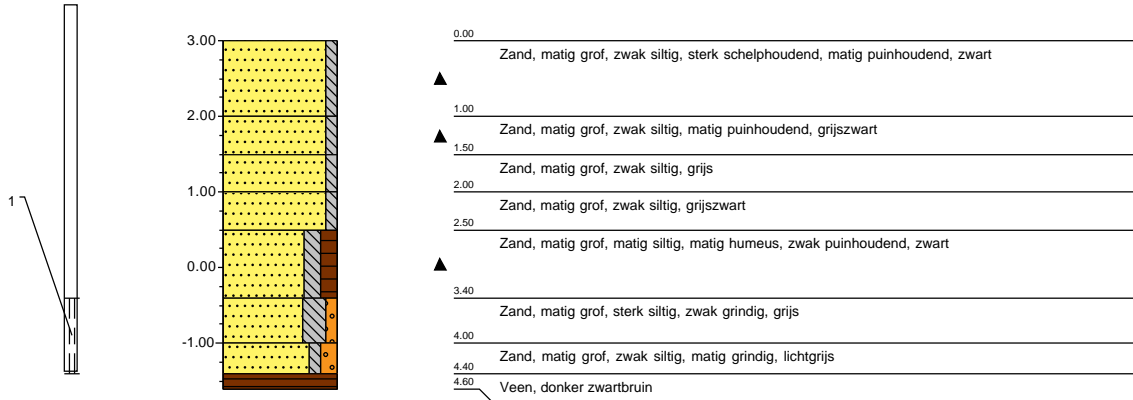 1
3.00
2.00
1.00
0.00
-1.00
0.00
Zand, matig grof, zwak siltig, sterk schelphoudend, matig puinhoudend, zwart
1.00
Zand, matig grof, zwak siltig, matig puinhoudend, grijszwart
1.50
Zand, matig grof, zwak siltig, grijs
2.00
Zand, matig grof, zwak siltig, grijszwart
2.50
Zand, matig grof, matig siltig, matig humeus, zwak puinhoudend, zwart
3.40
Zand, matig grof, sterk siltig, zwak grindig, grijs
4.00
Zand, matig grof, zwak siltig, matig grindig, lichtgrijs
4.40
Veen, donker zwartbruin
4.60